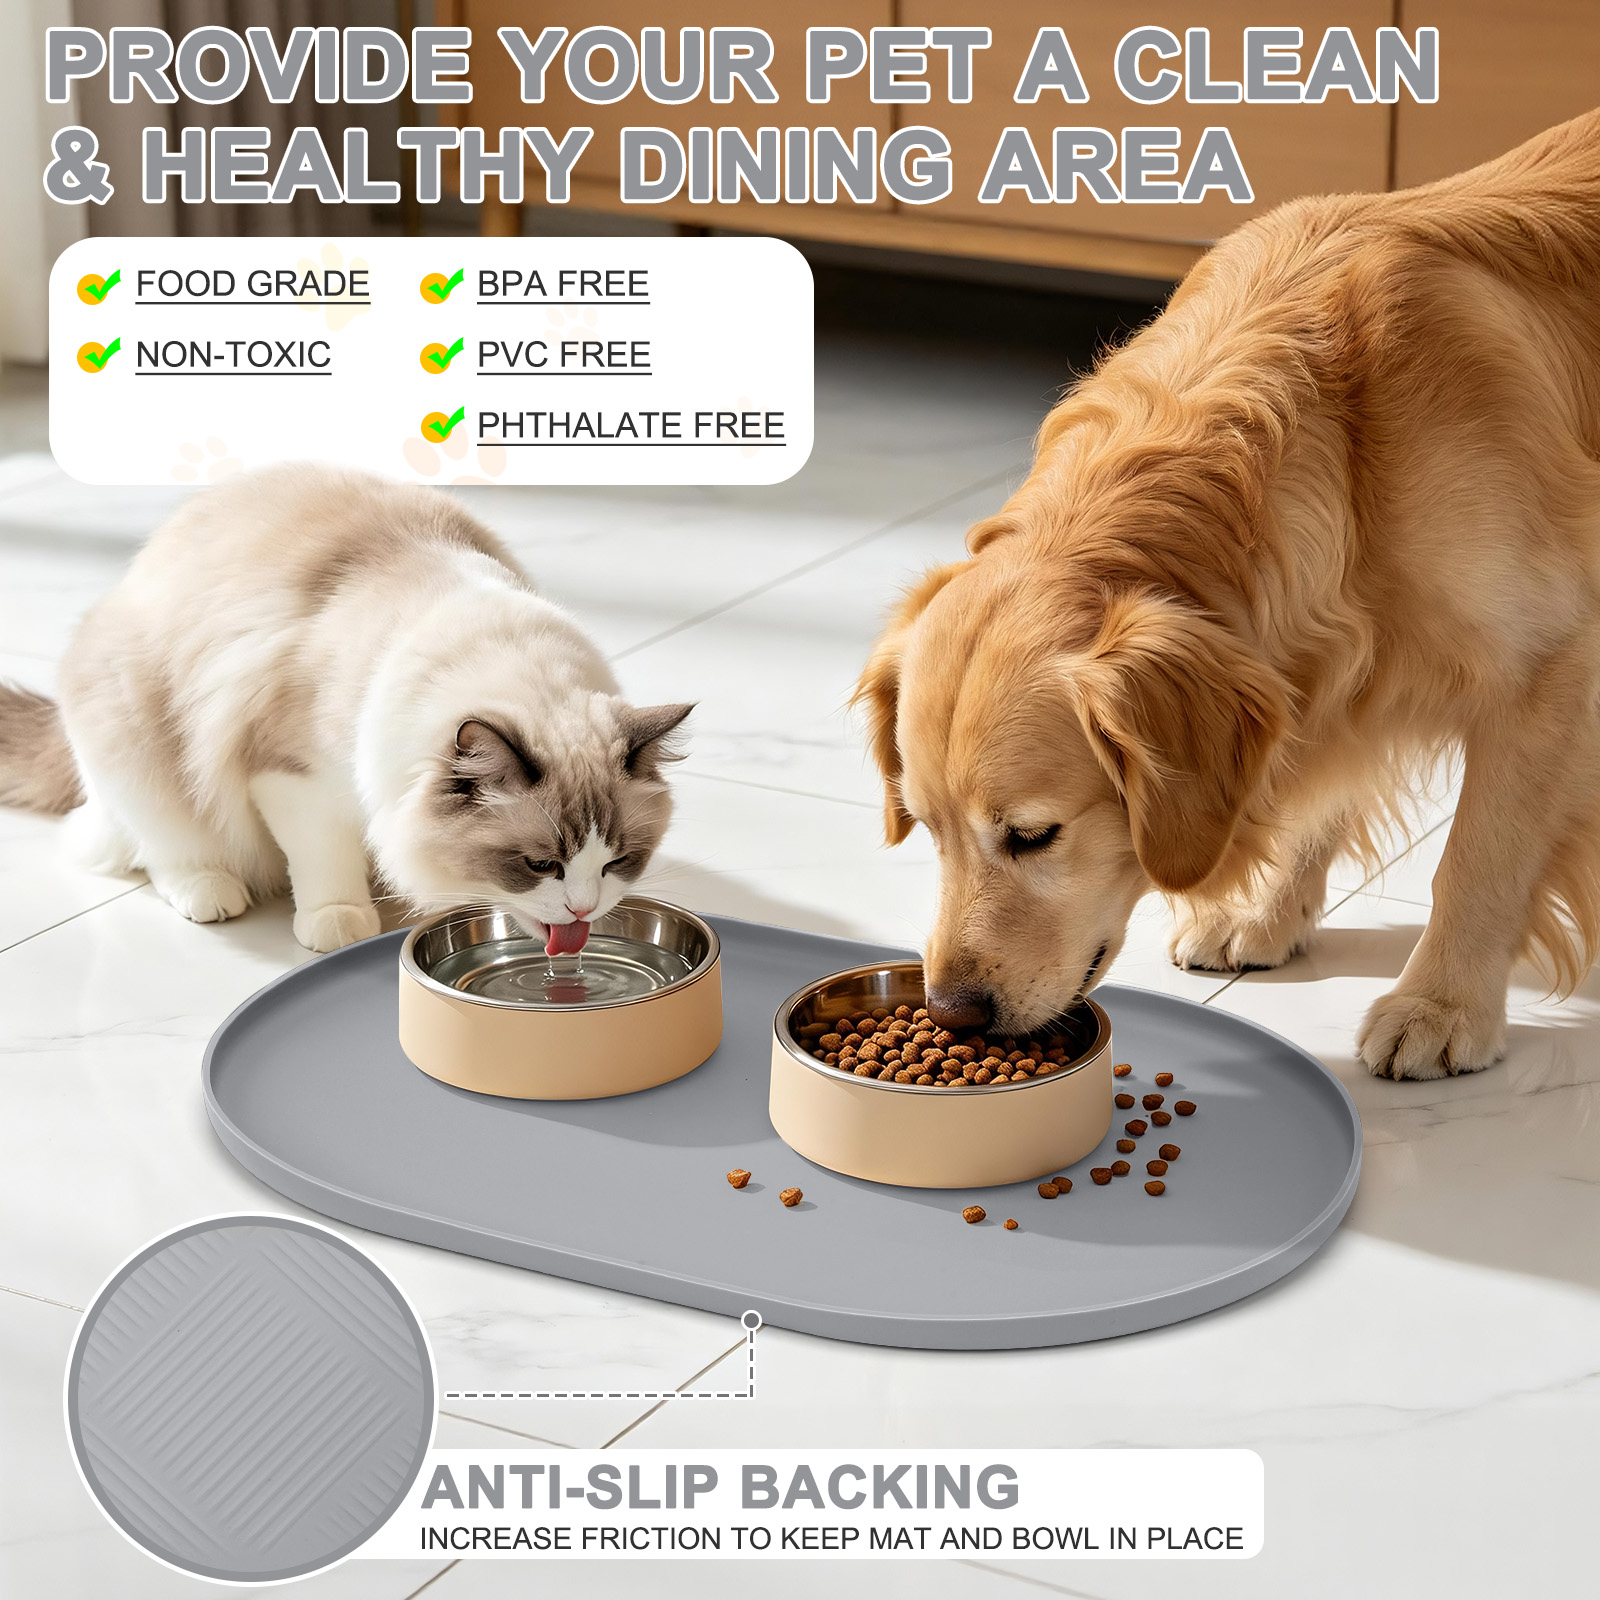 PROVIDE YOUR PET A CLEAN
& HEALTHY DINING AREA
FOOD GRADE
NON-TOXIC
BPA FREE
PVC FREE
PHTHALATE FREE
ANTI-SLIP BACKING
INCREASE FRICTION TO KEEP MAT AND BOWL IN PLACE